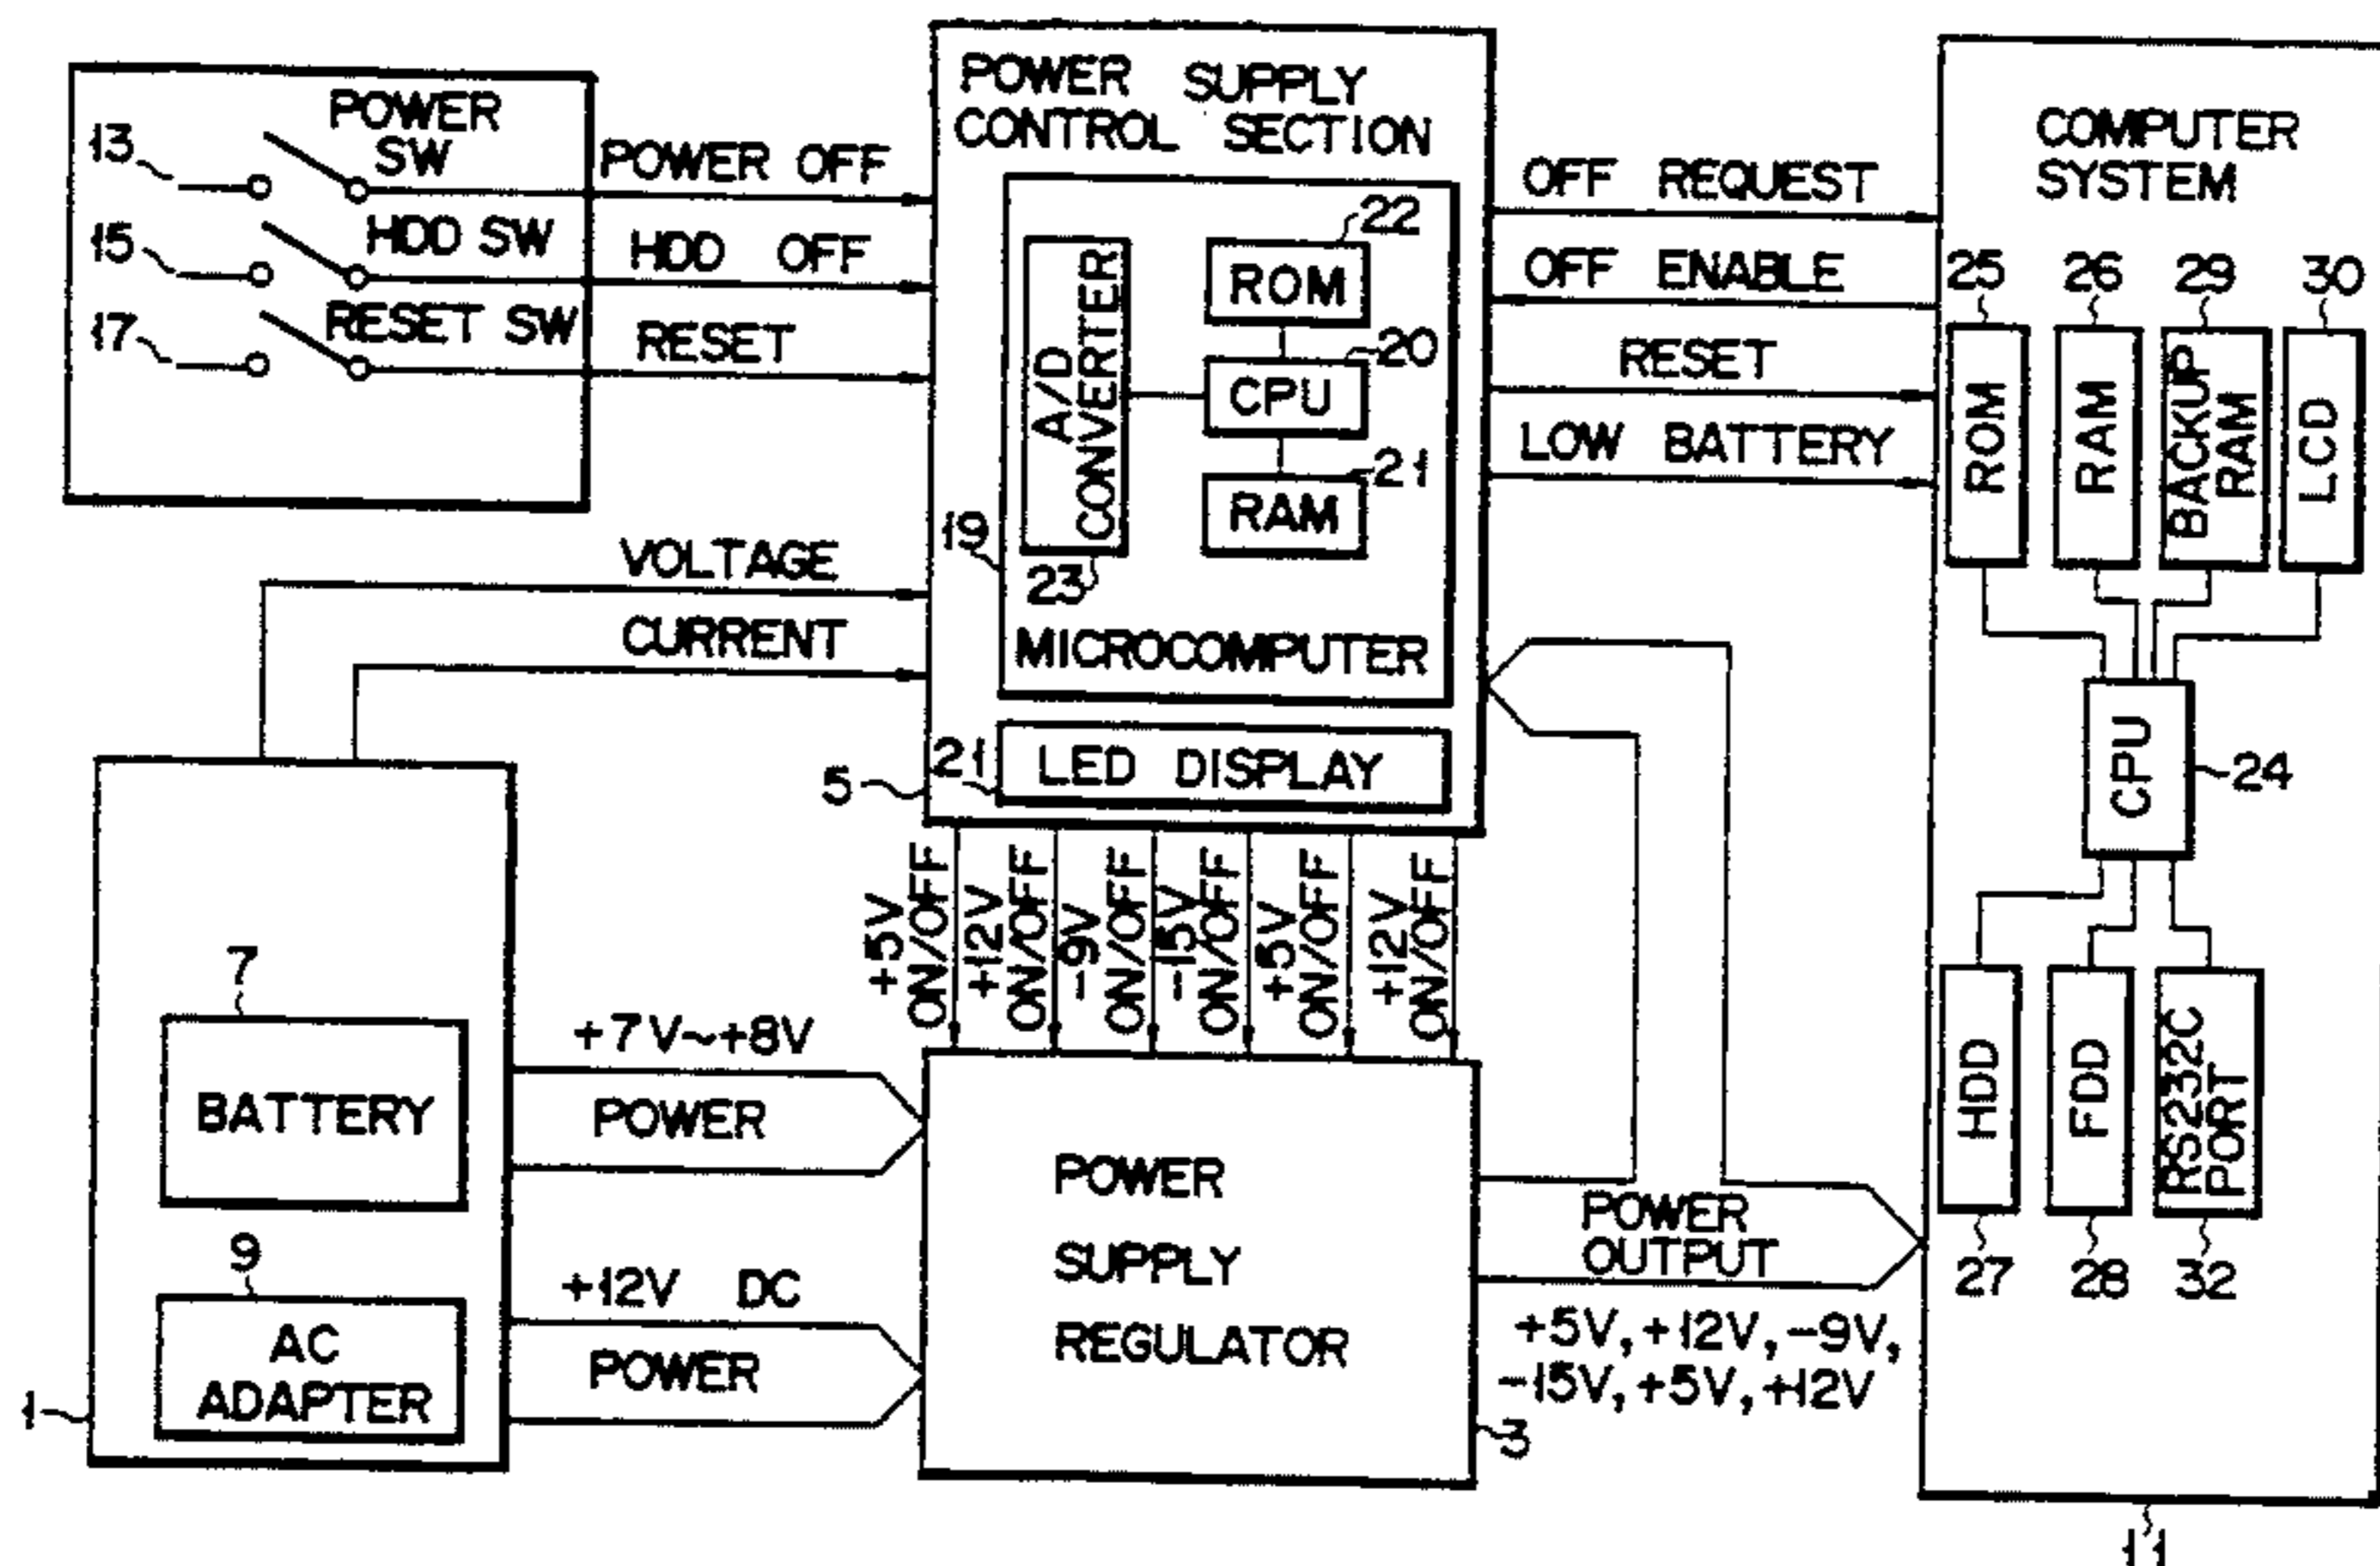 POWER
SW
13
POWER OFF
HDD SW
15
HDD OFF
RESET SW
17
RESET
VOLTAGE
CURRENT
POWER SUPPLY
CONTROL SECTION
22
ROM
A/D
CONVERTER
20
CPU
21
RAM
19
23
MICROCOMPUTER
21
LED DISPLAY
5
OFF REQUEST
OFF ENABLE
RESET
LOW BATTERY
COMPUTER
SYSTEM
25
26
29
30
ROM
RAM
BACKUP
RAM
LCD
CPU
24
HDD
FDD
RS232C
PORT
27
28
32
11
+5V
ON/OFF
+12V
ON/OFF
-9V
ON/OFF
-15V
ON/OFF
+5V
ON/OFF
+12V
ON/OFF
7
BATTERY
9
AC
ADAPTER
1
+7V~+8V
POWER
+12V DC
POWER
POWER
SUPPLY
REGULATOR
3
POWER
OUTPUT
+5V,+12V,-9V,
-15V,+5V,+12V